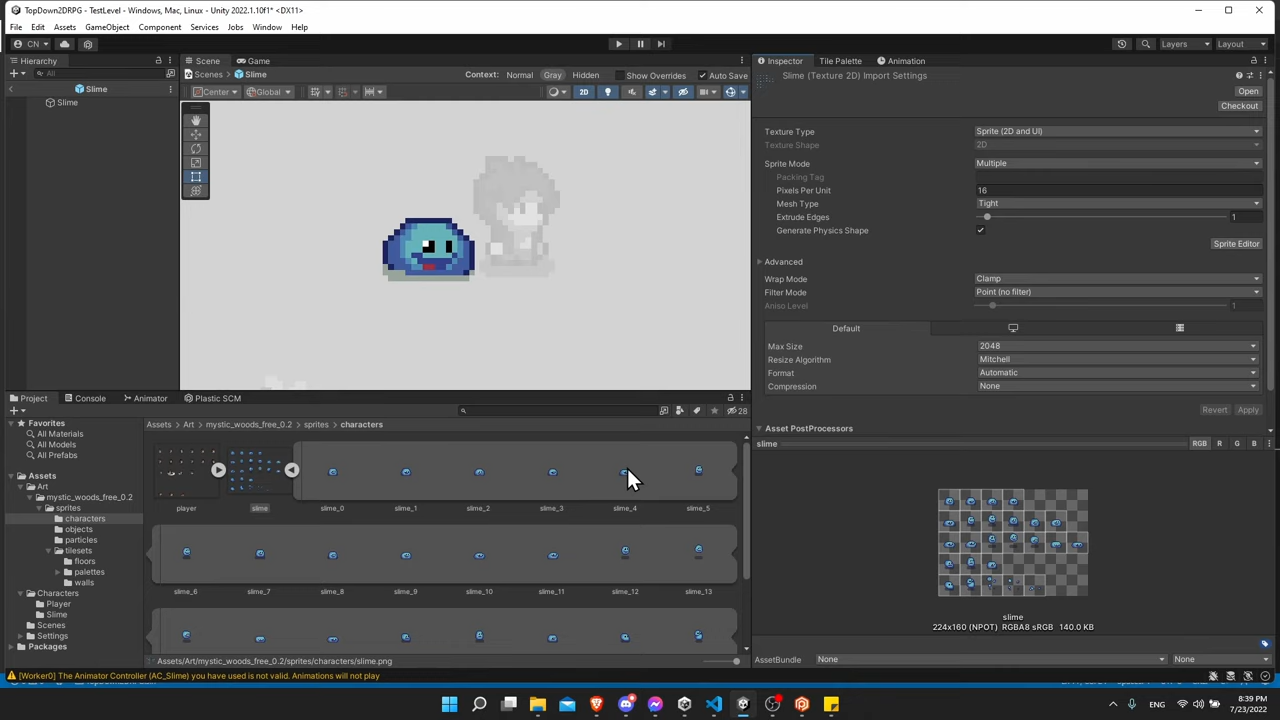 TopDown2DRPG - TestLevel - Windows, Mac, Linux - Unity 2022.1.10f1* <DX11>
File Edit Assets GameObject Component Services Jobs Window Help
CN Layers Layout
Hierarchy
All
Slime
Slime
Scene Game
Scenes Slime Context: Normal Gray Hidden Show Overrides Auto Save
Center Global 2D
Inspector Tile Palette Animation
Slime (Texture 2D) Import Settings
Open
Checkout
Texture Type Sprite (2D and UI)
Texture Shape 2D
Sprite Mode Multiple
Packing Tag
Pixels Per Unit 16
Mesh Type Tight
Extrude Edges 1
Generate Physics Shape
Sprite Editor
Advanced
Wrap Mode Clamp
Filter Mode Point (no filter)
Aniso Level 1
Default
Max Size 2048
Resize Algorithm Mitchell
Format Automatic
Compression None
Revert Apply
Asset PostProcessors
slime RGB R G B
slime
224x160 (NPOT) RGBA8 sRGB 140.0 KB
AssetBundle None None
Project Console Animator Plastic SCM
28
Favorites
All Materials
All Models
All Prefabs
Assets
Art
mystic_woods_free_0.2
sprites
characters
objects
particles
tilesets
floors
palettes
walls
Characters
Player
Slime
Scenes
Settings
Packages
Assets Art mystic_woods_free_0.2 sprites characters
player slime slime_0 slime_1 slime_2 slime_3 slime_4 slime_5
slime_6 slime_7 slime_8 slime_9 slime_10 slime_11 slime_12 slime_13
Assets/Art/mystic_woods_free_0.2/sprites/characters/slime.png
[Worker0] The Animator Controller (AC_Slime) you have used is not valid. Animations will not play
ENG
8:39 PM
7/23/2022